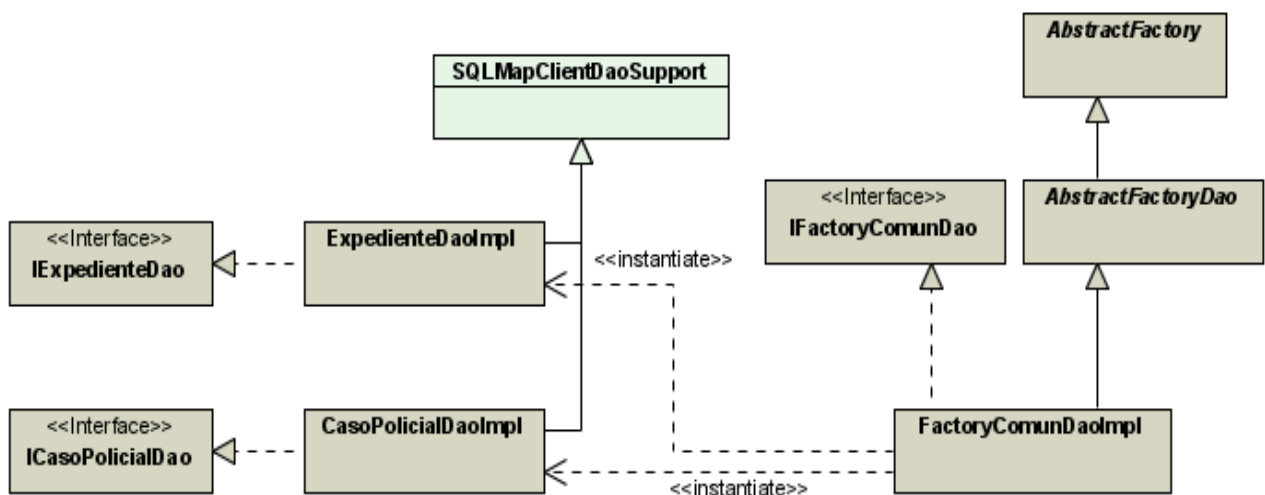 AbstractFactory
SQLMapClientDaoSupport
<<Interface>>
IFactoryComunDao
AbstractFactoryDao
<<Interface>>
IExpedienteDao
ExpedienteDaoImpl
<<instantiate>>
<<Interface>>
ICasoPolicialDao
CasoPolicialDaoImpl
FactoryComunDaoImpl
<<instantiate>>